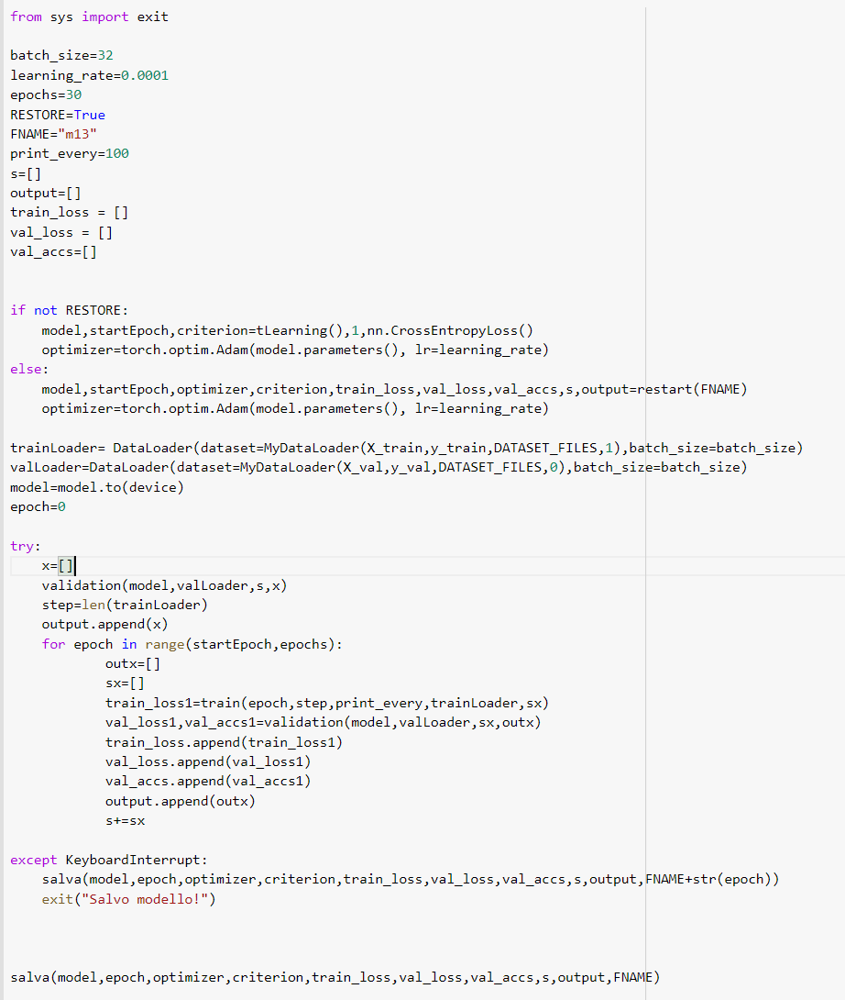 from sys import exit
batch_size=32
learning_rate=0.0001
epochs=30
RESTORE=True
FNAME="m13"
print_every=100
s=[]
output=[]
train_loss = []
val_loss = []
val_accs=[]
if not RESTORE:
    model,startEpoch,criterion=tLearning(),1,nn.CrossEntropyLoss()
    optimizer=torch.optim.Adam(model.parameters(), lr=learning_rate)
else:
    model,startEpoch,optimizer,criterion,train_loss,val_loss,val_accs,s,output=restart(FNAME)
    optimizer=torch.optim.Adam(model.parameters(), lr=learning_rate)
trainLoader= DataLoader(dataset=MyDataLoader(X_train,y_train,DATASET_FILES,1),batch_size=batch_size)
valLoader=DataLoader(dataset=MyDataLoader(X_val,y_val,DATASET_FILES,0),batch_size=batch_size)
model=model.to(device)
epoch=0
try:
    x=[]
    validation(model,valLoader,s,x)
    step=len(trainLoader)
    output.append(x)
    for epoch in range(startEpoch,epochs):
            outx=[]
            sx=[]
            train_loss1=train(epoch,step,print_every,trainLoader,sx)
            val_loss1,val_accs1=validation(model,valLoader,sx,outx)
            train_loss.append(train_loss1)
            val_loss.append(val_loss1)
            val_accs.append(val_accs1)
            output.append(outx)
            s+=sx
except KeyboardInterrupt:
    salva(model,epoch,optimizer,criterion,train_loss,val_loss,val_accs,s,output,FNAME+str(epoch))
    exit("Salvo modello!")
salva(model,epoch,optimizer,criterion,train_loss,val_loss,val_accs,s,output,FNAME)